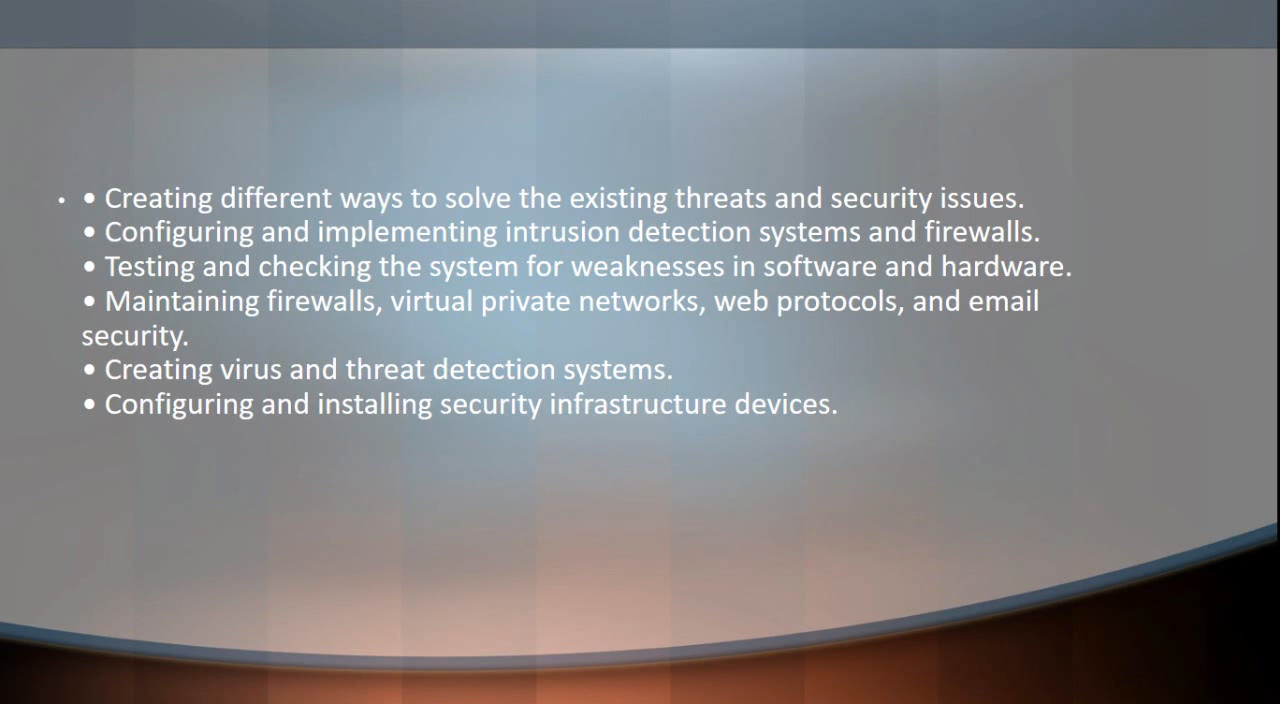 • • Creating different ways to solve the existing threats and security issues.
• Configuring and implementing intrusion detection systems and firewalls.
• Testing and checking the system for weaknesses in software and hardware.
• Maintaining firewalls, virtual private networks, web protocols, and email
security.
• Creating virus and threat detection systems.
• Configuring and installing security infrastructure devices.